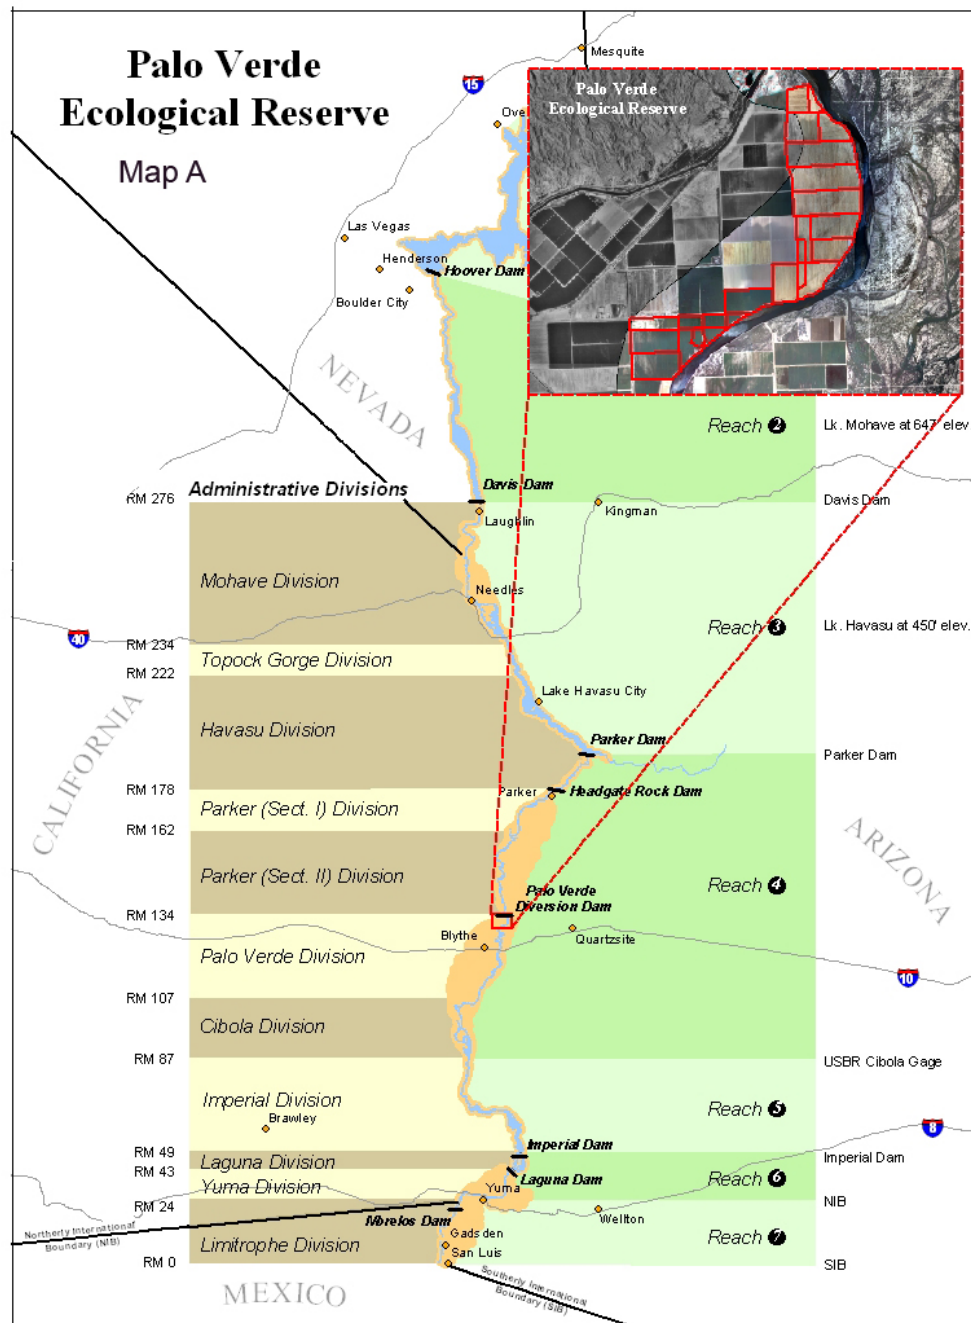 Palo Verde
Ecological Reserve
Map A
Mesquite
15
Ove
Palo Verde
Ecological Reserve
Las Vegas
Henderson
Hoover Dam
Boulder City
NEVADA
Reach 2
Lk. Mohave at 647' elev
Administrative Divisions
Davis Dam
RM 276
Laughlin
Kingman
Davis Dam
Mohave Division
Needles
40
Reach 3
Lk. Havasu at 450' elev.
RM 234
Topock Gorge Division
RM 222
Lake Havasu City
CALIFORNIA
Havasu Division
Parker Dam
Parker Dam
RM 178
Parker
Headgate Rock Dam
Parker (Sect. I) Division
RM 162
ARIZONA
Parker (Sect. II) Division
Reach 4
Palo Verde
Diversion Dam
RM 134
Blythe
Quartzsite
Palo Verde Division
10
RM 107
Cibola Division
RM 87
USBR Cibola Gage
Imperial Division
Reach 5
Brawley
8
RM 49
Imperial Dam
Imperial Dam
Laguna Division
RM 43
Laguna Dam
Reach 6
Yuma Division
Yuma
RM 24
NIB
Morelos Dam
Wellton
Northerly International
Boundary (NIB)
Gadsden
Limitrophe Division
San Luis
Reach 7
RM 0
SIB
Southerly International
Boundary (SIB)
MEXICO